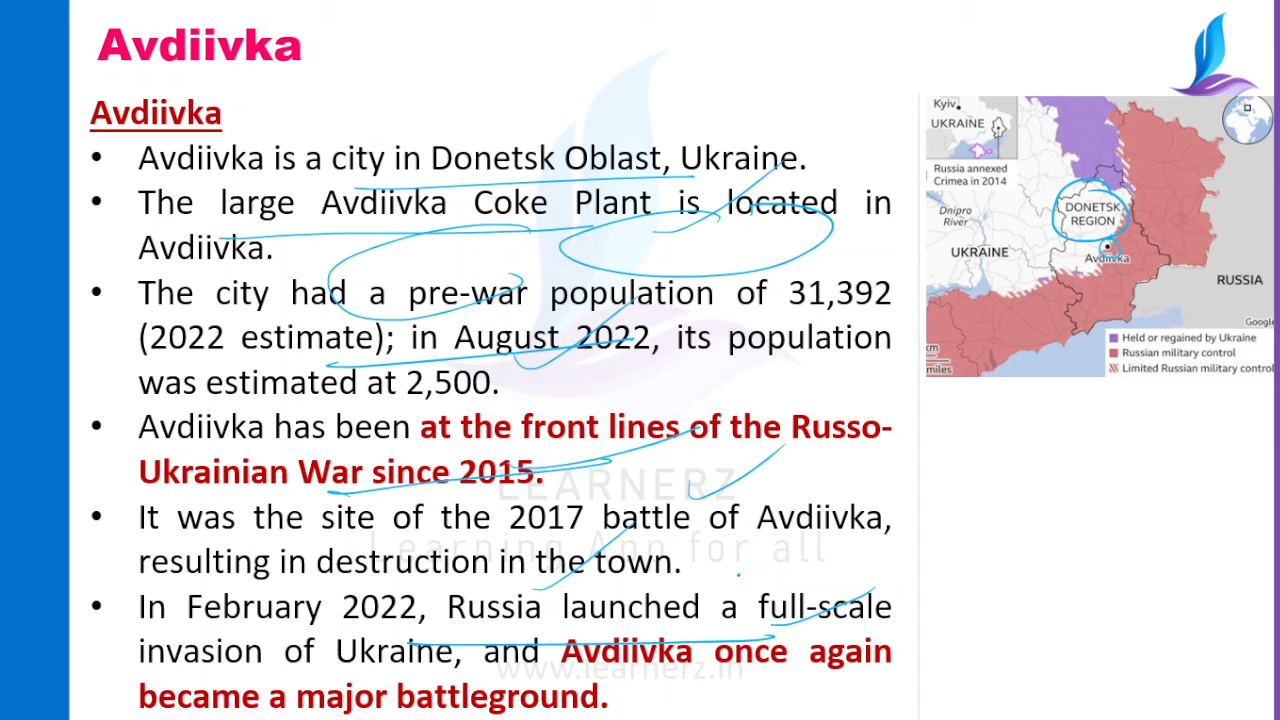 Avdiivka
Avdiivka
• Avdiivka is a city in Donetsk Oblast, Ukraine.
• The large Avdiivka Coke Plant is located in
Avdiivka.
• The city had a pre-war population of 31,392
(2022 estimate); in August 2022, its population
was estimated at 2,500.
• Avdiivka has been at the front lines of the Russo-
Ukrainian War since 2015.
• It was the site of the 2017 battle of Avdiivka,
resulting in destruction in the town.
• In February 2022, Russia launched a full-scale
invasion of Ukraine, and Avdiivka once again
became a major battleground.
LEARNERZ
Learning App for all
www.learnerz.in
Kyiv
UKRAINE
Russia annexed
Crimea in 2014
Dnipro
River
DONETSK
REGION
UKRAINE
Avdiivka
RUSSIA
Google
km
miles
Held or regained by Ukraine
Russian military control
Limited Russian military control